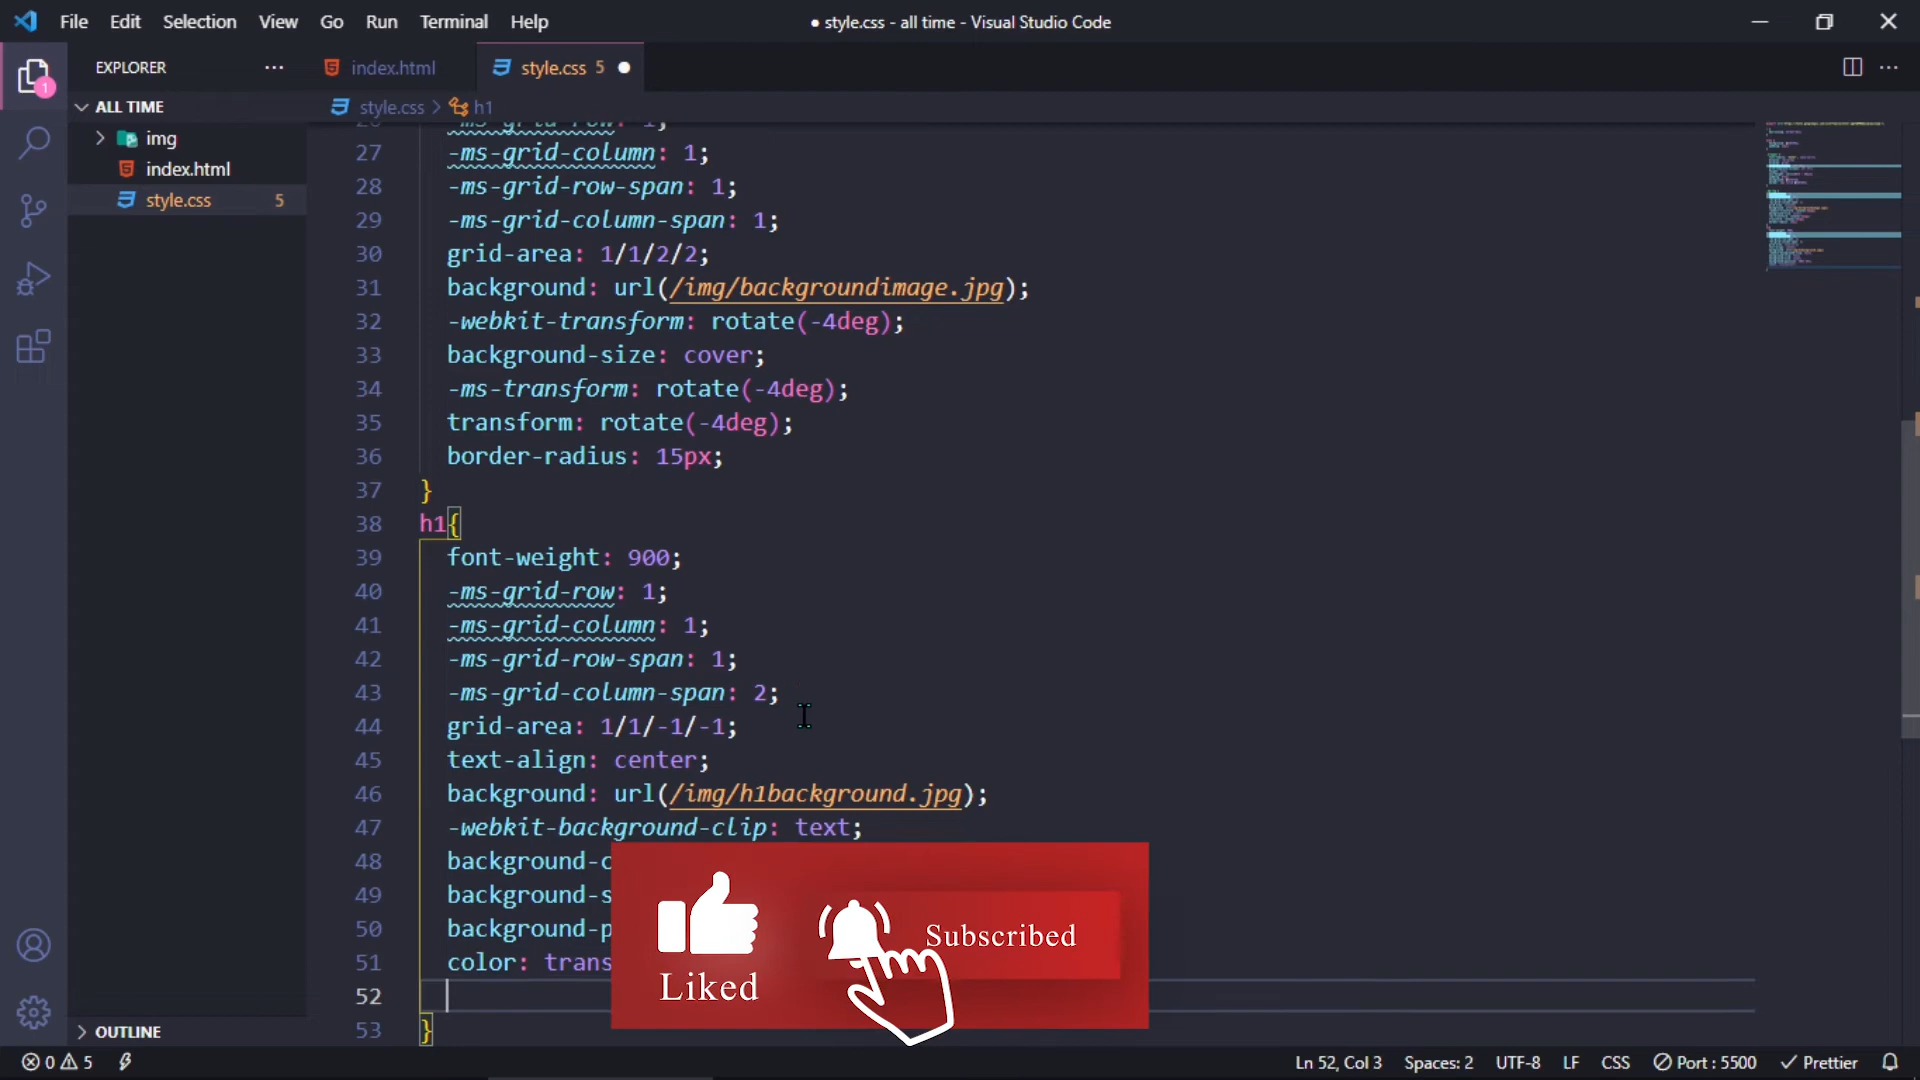 File Edit Selection View Go Run Terminal Help
● style.css - all time - Visual Studio Code
EXPLORER
index.html
style.css 5
ALL TIME
style.css > h1
img
index.html
style.css 5
27 -ms-grid-column: 1;
28 -ms-grid-row-span: 1;
29 -ms-grid-column-span: 1;
30 grid-area: 1/1/2/2;
31 background: url(/img/backgroundimage.jpg);
32 -webkit-transform: rotate(-4deg);
33 background-size: cover;
34 -ms-transform: rotate(-4deg);
35 transform: rotate(-4deg);
36 border-radius: 15px;
37 }
38 h1{
39 font-weight: 900;
40 -ms-grid-row: 1;
41 -ms-grid-column: 1;
42 -ms-grid-row-span: 1;
43 -ms-grid-column-span: 2;
44 grid-area: 1/1/-1/-1;
45 text-align: center;
46 background: url(/img/h1background.jpg);
47 -webkit-background-clip: text;
48 background-c
49 background-s
50 background-p
51 color: trans
52
53 }
Liked
Subscribed
1
OUTLINE
0 5
Ln 52, Col 3 Spaces: 2 UTF-8 LF CSS Port : 5500 Prettier